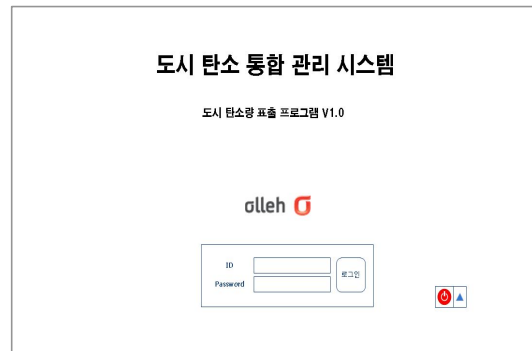 도시 탄소 통합 관리 시스템
도시 탄소량 표출 프로그램 V1.0
olleh
ID
로그인
Password